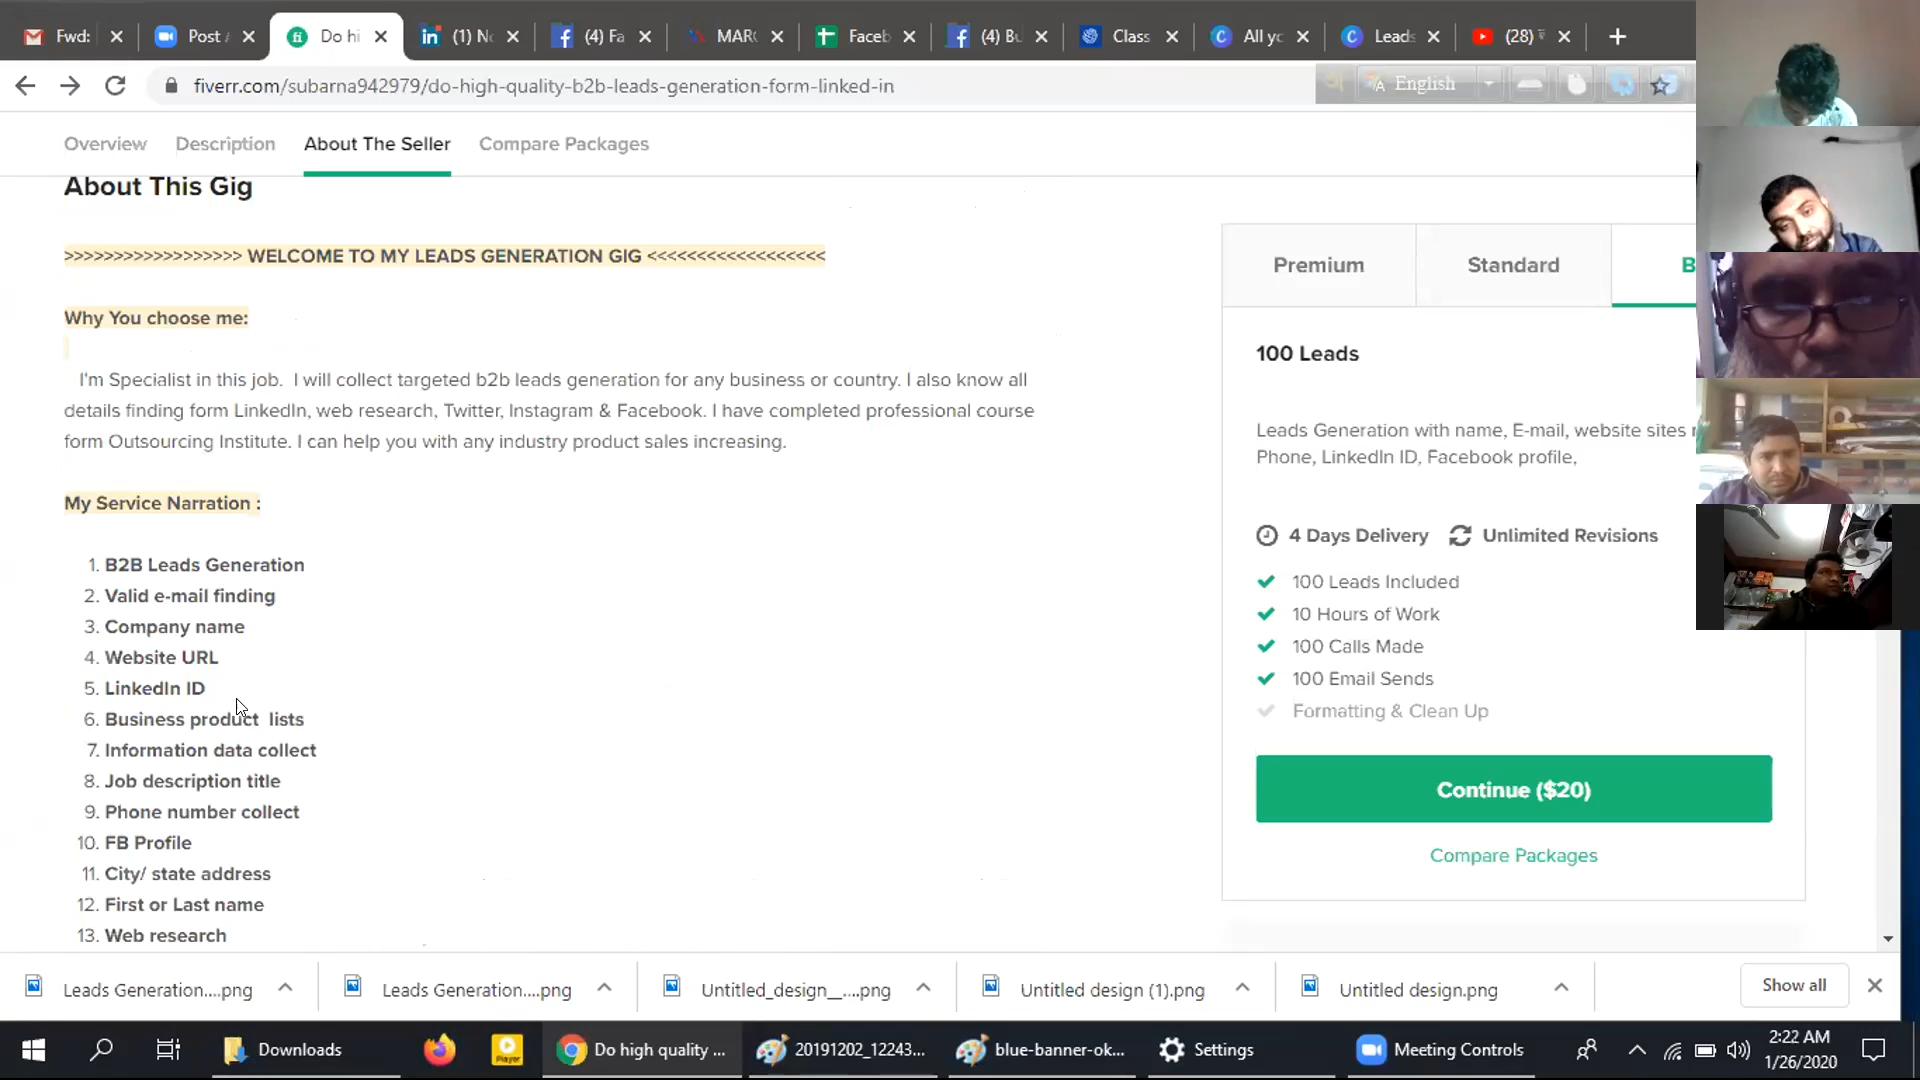 Fwd:
Post
Do hi
(1) N
(4) Fa
Faceb
(4) Bu
Class
All yo
Leads
(28)
fiverr.com/subarna942979/do-high-quality-b2b-leads-generation-form-linked-in
English
Overview Description About The Seller Compare Packages
About This Gig
>>>>>>>>>>>>>>>>>> WELCOME TO MY LEADS GENERATION GIG <<<<<<<<<<<<<<<<<<
Why You choose me:
I'm Specialist in this job. I will collect targeted b2b leads generation for any business or country. I also know all
details finding form LinkedIn, web research, Twitter, Instagram & Facebook. I have completed professional course
form Outsourcing Institute. I can help you with any industry product sales increasing.
My Service Narration :
1. B2B Leads Generation
2. Valid e-mail finding
3. Company name
4. Website URL
5. LinkedIn ID
6. Business product lists
7. Information data collect
8. Job description title
9. Phone number collect
10. FB Profile
11. City/ state address
12. First or Last name
13. Web research
Premium Standard B
100 Leads
Leads Generation with name, E-mail, website sites
Phone, LinkedIn ID, Facebook profile,
4 Days Delivery Unlimited Revisions
100 Leads Included
10 Hours of Work
100 Calls Made
100 Email Sends
Formatting & Clean Up
Continue ($20)
Compare Packages
Leads Generation....png
Leads Generation....png
Untitled_design__....png
Untitled design (1).png
Untitled design.png
Show all
Downloads
Player
Do high quality ...
20191202_12243...
blue-banner-ok...
Settings
Meeting Controls
2:22 AM
1/26/2020